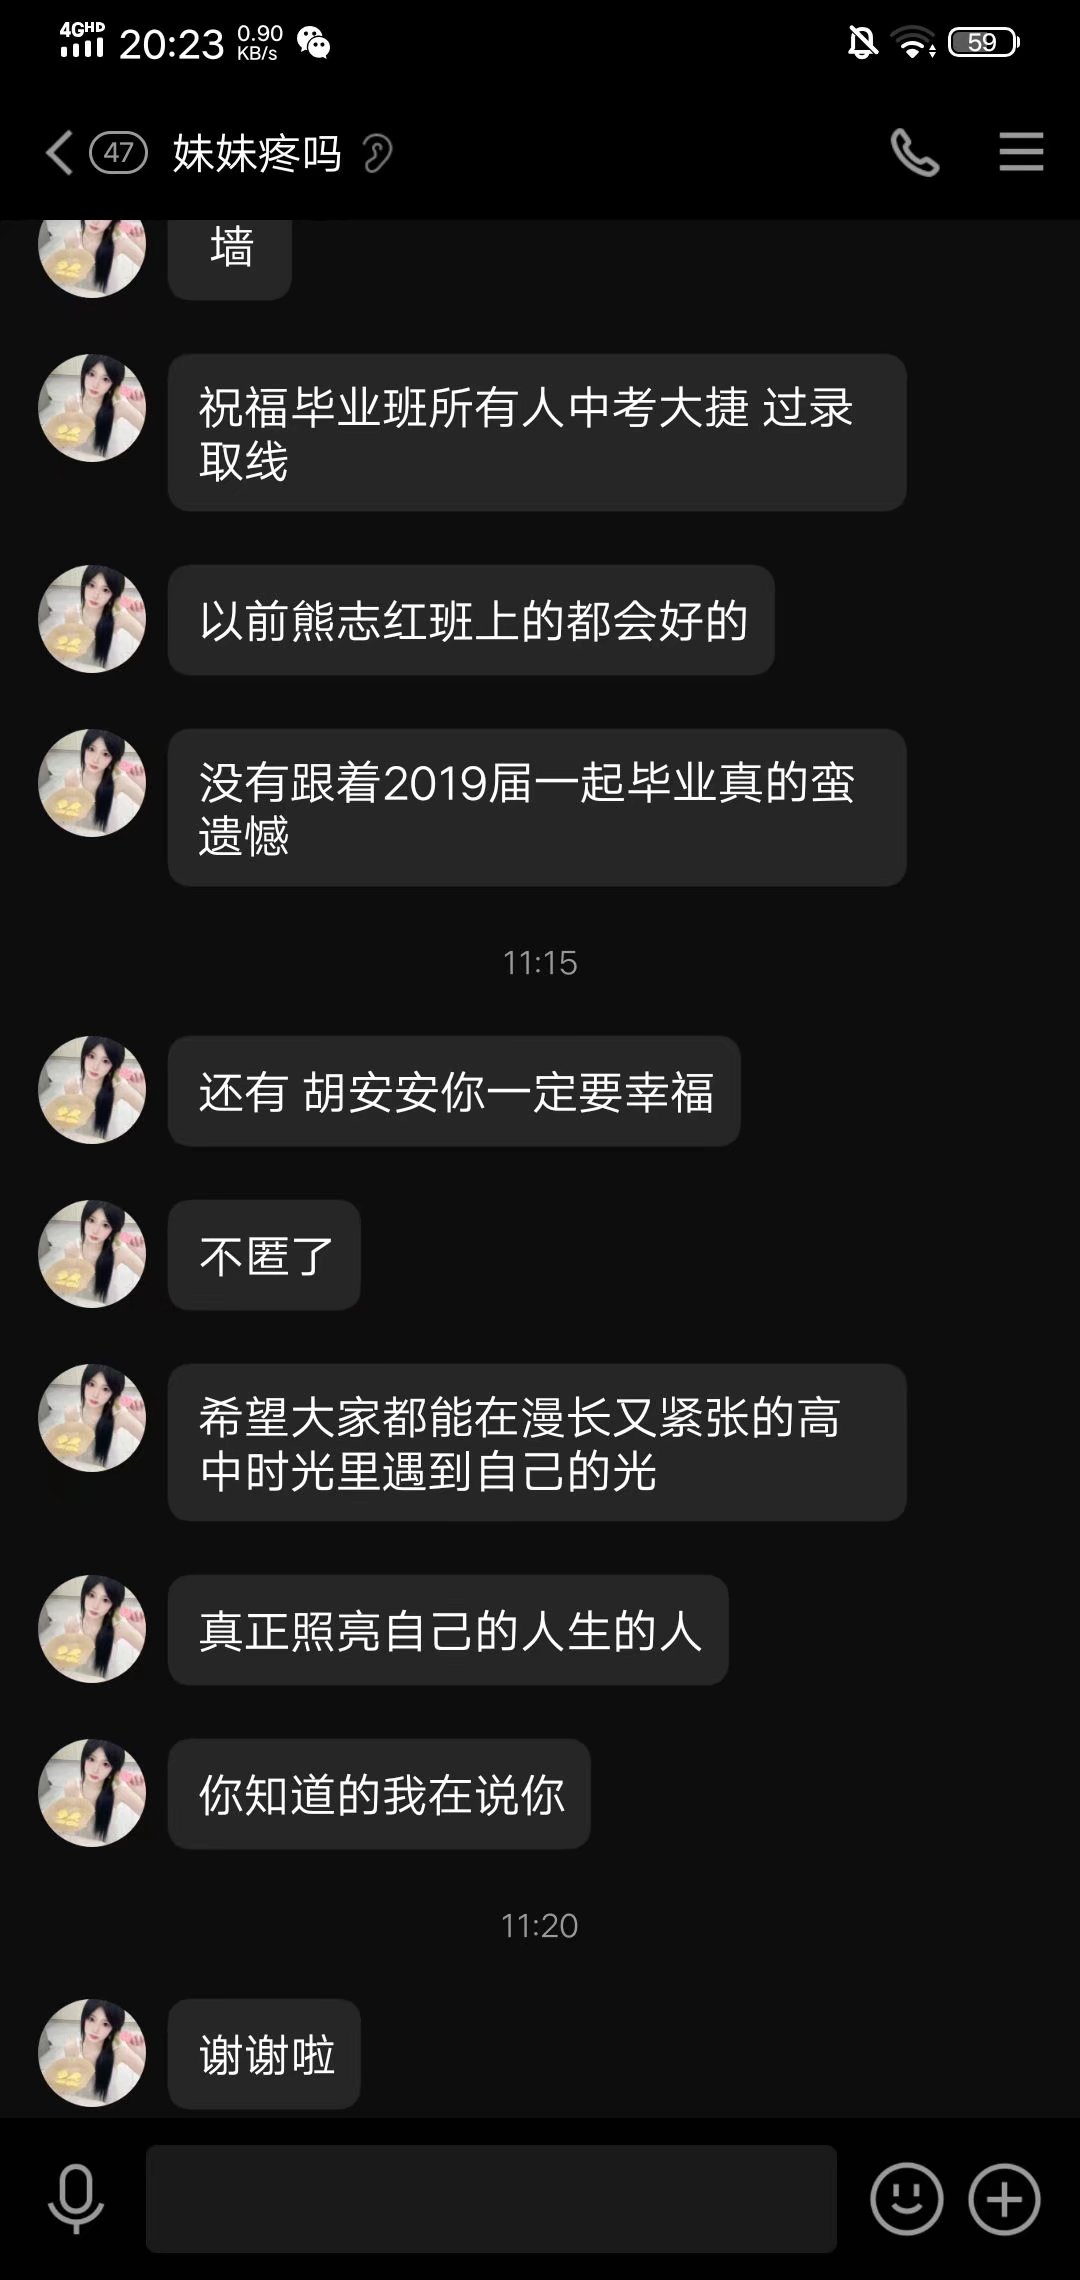 4GHD
20:23
0.90
KB/s
59
47
妹妹疼吗
墙
祝福毕业班所有人中考大捷 过录
取线
以前熊志红班上的都会好的
没有跟着2019届一起毕业真的蛮
遗憾
11:15
还有 胡安安你一定要幸福
不匿了
希望大家都能在漫长又紧张的高
中时光里遇到自己的光
真正照亮自己的人生的人
你知道的我在说你
11:20
谢谢啦